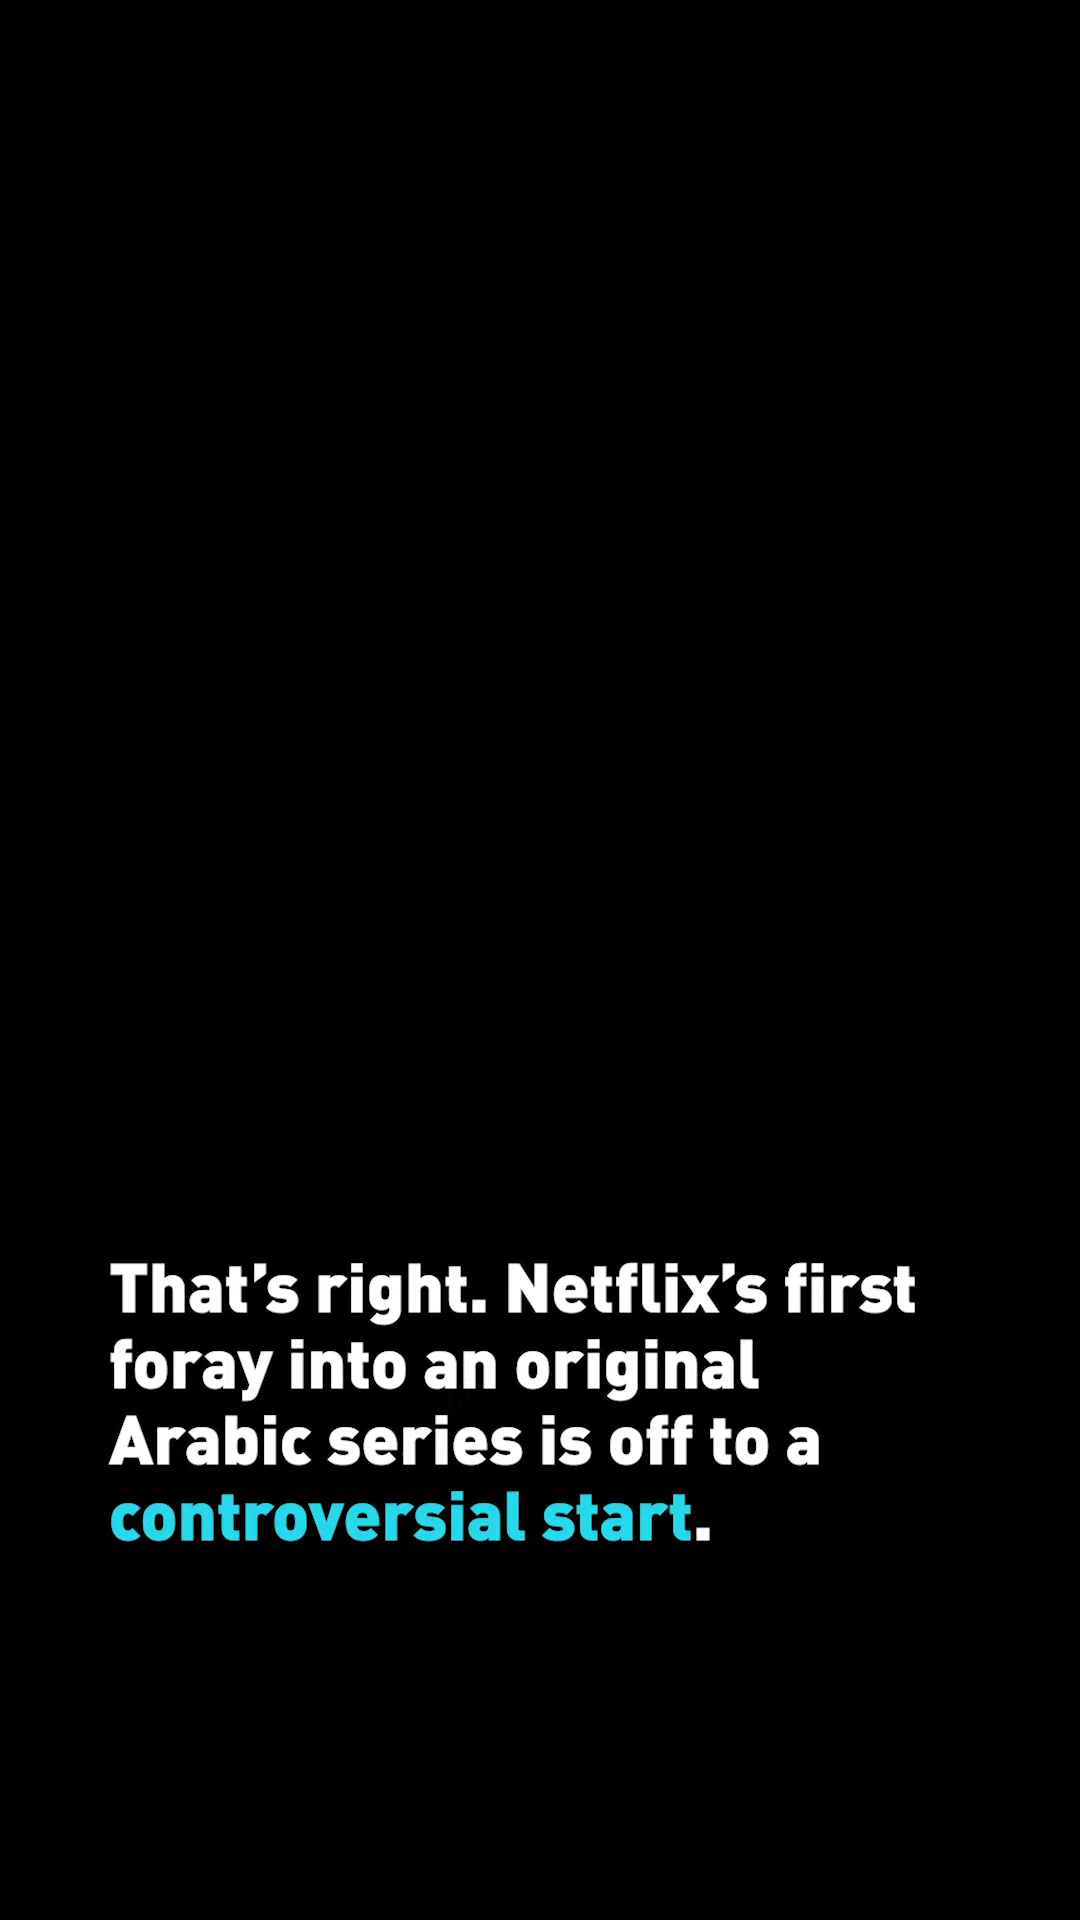 That’s right. Netflix’s first
foray into an original
Arabic series is off to a
controversial start.